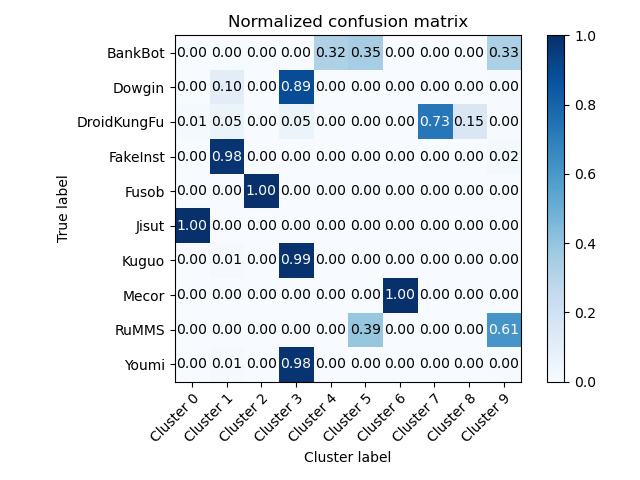 Normalized confusion matrix
BankBot 0.00 0.00 0.00 0.00 0.32 0.35 0.00 0.00 0.00 0.33
Dowgin 0.00 0.10 0.00 0.89 0.00 0.00 0.00 0.00 0.00 0.00
DroidKungFu 0.01 0.05 0.00 0.05 0.00 0.00 0.00 0.73 0.15 0.00
FakeInst 0.00 0.98 0.00 0.00 0.00 0.00 0.00 0.00 0.00 0.02
Fusob 0.00 0.00 1.00 0.00 0.00 0.00 0.00 0.00 0.00 0.00
Jisut 1.00 0.00 0.00 0.00 0.00 0.00 0.00 0.00 0.00 0.00
Kuguo 0.00 0.01 0.00 0.99 0.00 0.00 0.00 0.00 0.00 0.00
Mecor 0.00 0.00 0.00 0.00 0.00 0.00 1.00 0.00 0.00 0.00
RuMMS 0.00 0.00 0.00 0.00 0.00 0.39 0.00 0.00 0.00 0.61
Youmi 0.00 0.01 0.00 0.98 0.00 0.00 0.00 0.00 0.00 0.00
True label
Cluster 0
Cluster 1
Cluster 2
Cluster 3
Cluster 4
Cluster 5
Cluster 6
Cluster 7
Cluster 8
Cluster 9
Cluster label
1.0
0.8
0.6
0.4
0.2
0.0